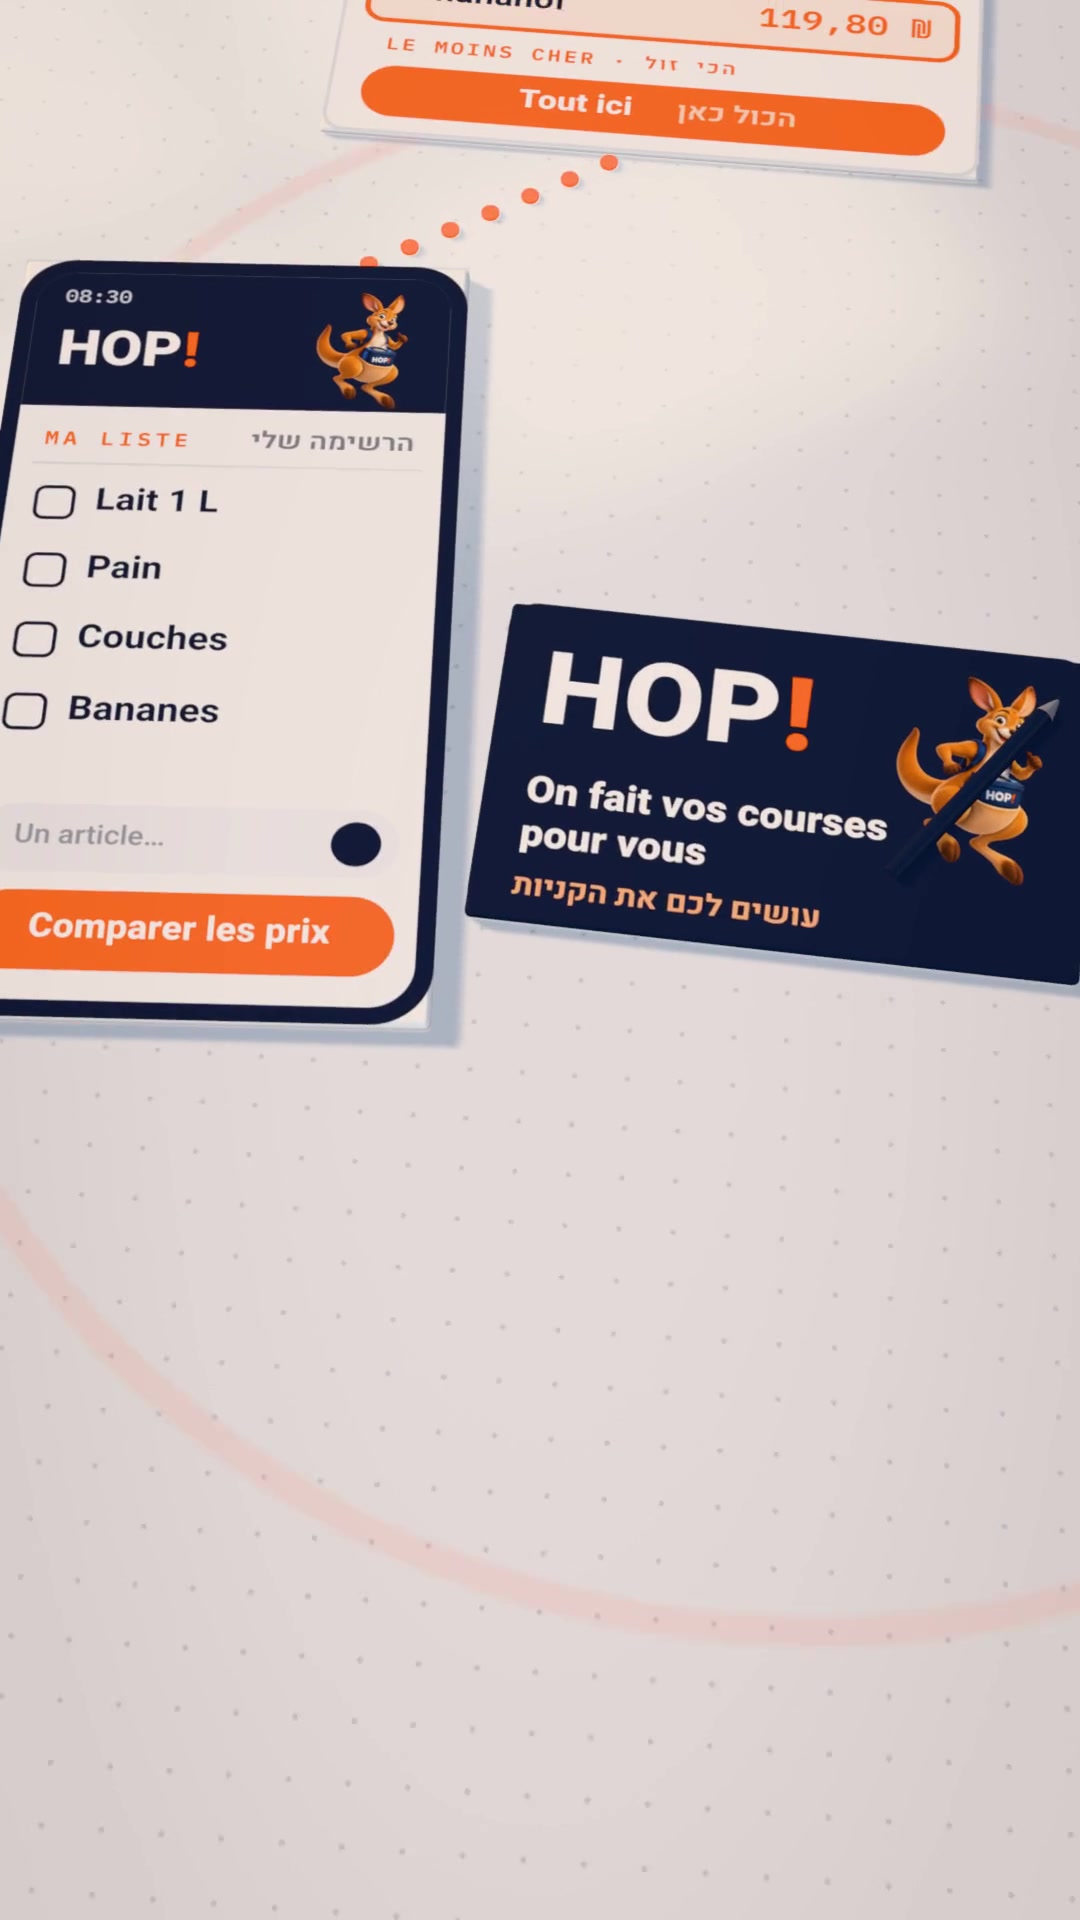 119,80 ₪
LE MOINS CHER · הכי זול
Tout ici הכול כאן
08:30
HOP!
HOP!
MA LISTE הרשימה שלי
Lait 1 L
Pain
Couches
Bananes
Un article...
Comparer les prix
HOP!
HOP!
On fait vos courses
pour vous
עושים לכם את הקניות